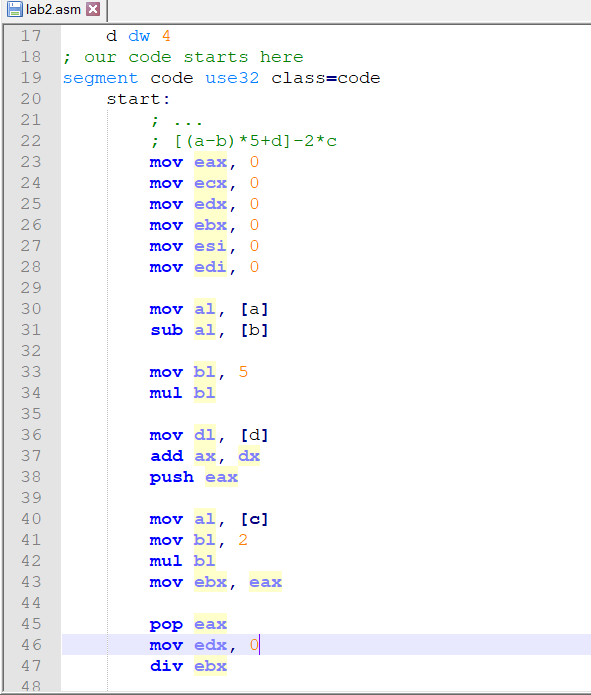 lab2.asm
17 d dw 4
18 ; our code starts here
19 segment code use32 class=code
20 start:
21 ; ...
22 ; [(a-b)*5+d]-2*c
23 mov eax, 0
24 mov ecx, 0
25 mov edx, 0
26 mov ebx, 0
27 mov esi, 0
28 mov edi, 0
29
30 mov al, [a]
31 sub al, [b]
32
33 mov bl, 5
34 mul bl
35
36 mov dl, [d]
37 add ax, dx
38 push eax
39
40 mov al, [c]
41 mov bl, 2
42 mul bl
43 mov ebx, eax
44
45 pop eax
46 mov edx, 0
47 div ebx
48